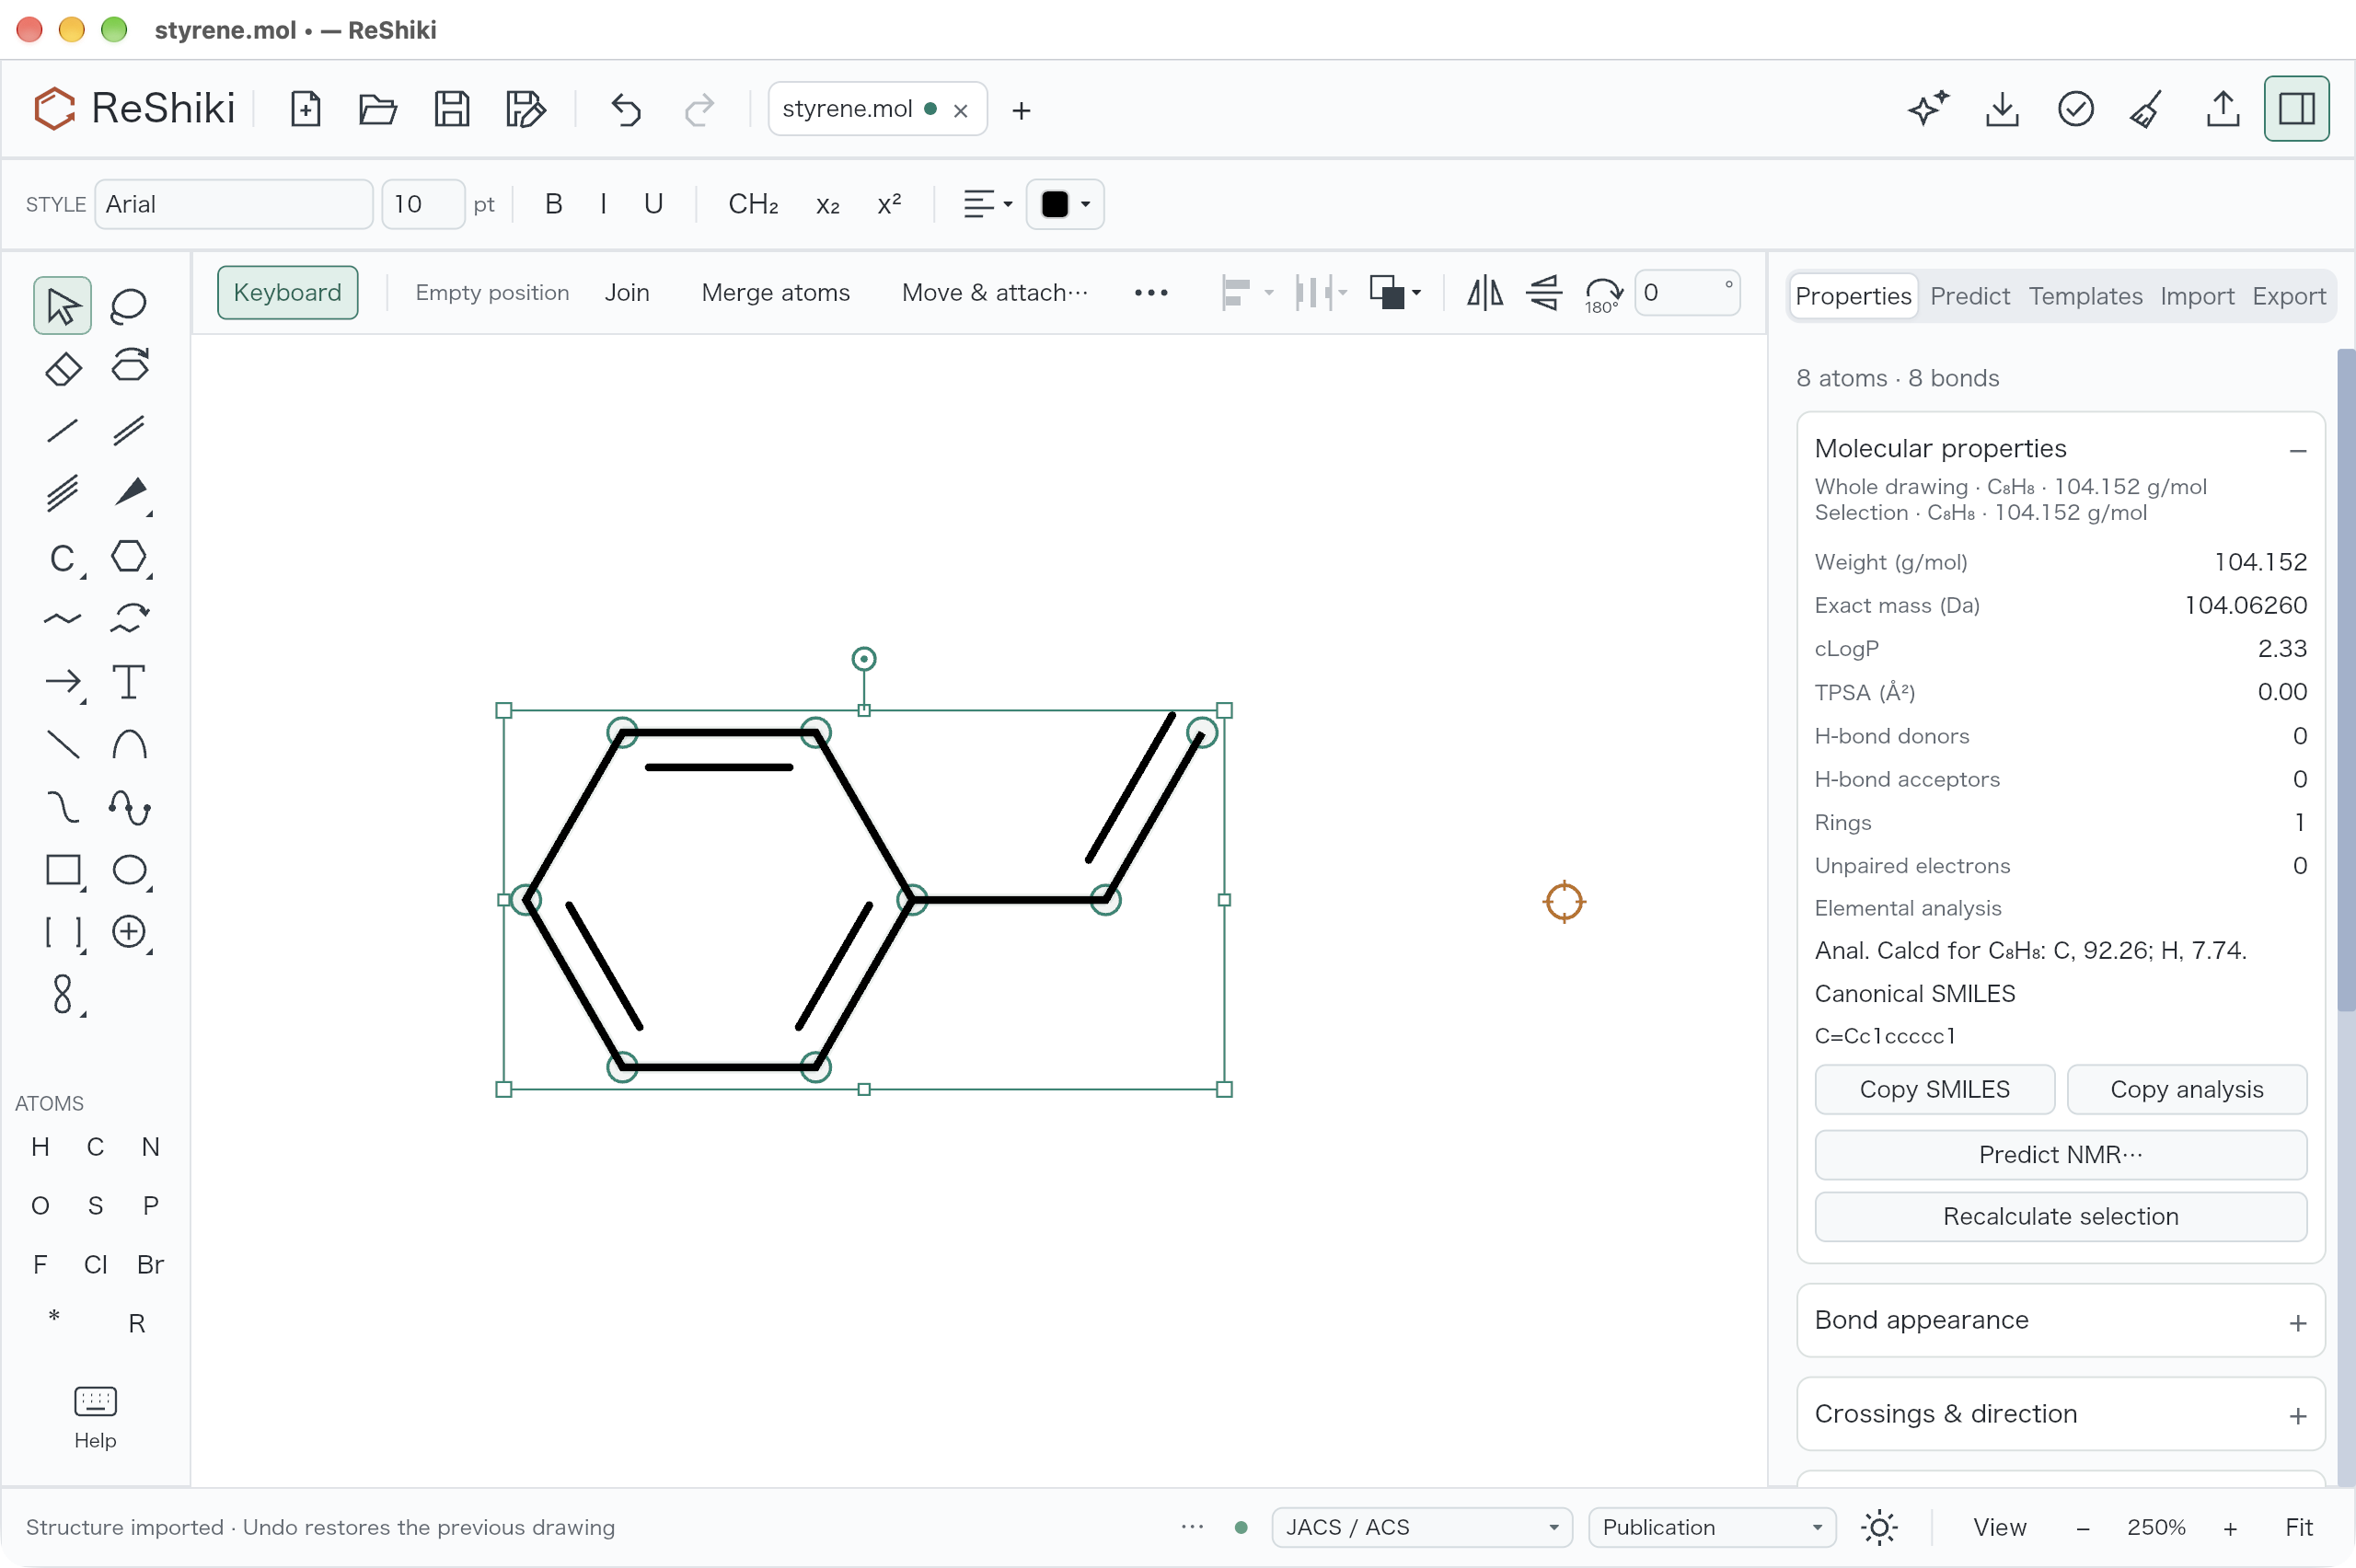 styrene.mol • — ReShiki
ReShiki
styrene.mol ● × +
STYLE Arial 10 pt B I U CH₂ x₂ x²
Keyboard Empty position Join Merge atoms Move & attach··· ••• 180° 0 °
Properties Predict Templates Import Export
8 atoms · 8 bonds
Molecular properties −
Whole drawing · C₈H₈ · 104.152 g/mol
Selection · C₈H₈ · 104.152 g/mol
Weight (g/mol) 104.152
Exact mass (Da) 104.06260
cLogP 2.33
TPSA (Å²) 0.00
H-bond donors 0
H-bond acceptors 0
Rings 1
Unpaired electrons 0
Elemental analysis
Anal. Calcd for C₈H₈: C, 92.26; H, 7.74.
Canonical SMILES
C=Cc1ccccc1
Copy SMILES Copy analysis
Predict NMR···
Recalculate selection
Bond appearance +
Crossings & direction +
C
T
[ ]
ATOMS
H C N
O S P
F Cl Br
* R
Help
Structure imported · Undo restores the previous drawing
··· JACS / ACS Publication View − 250% + Fit